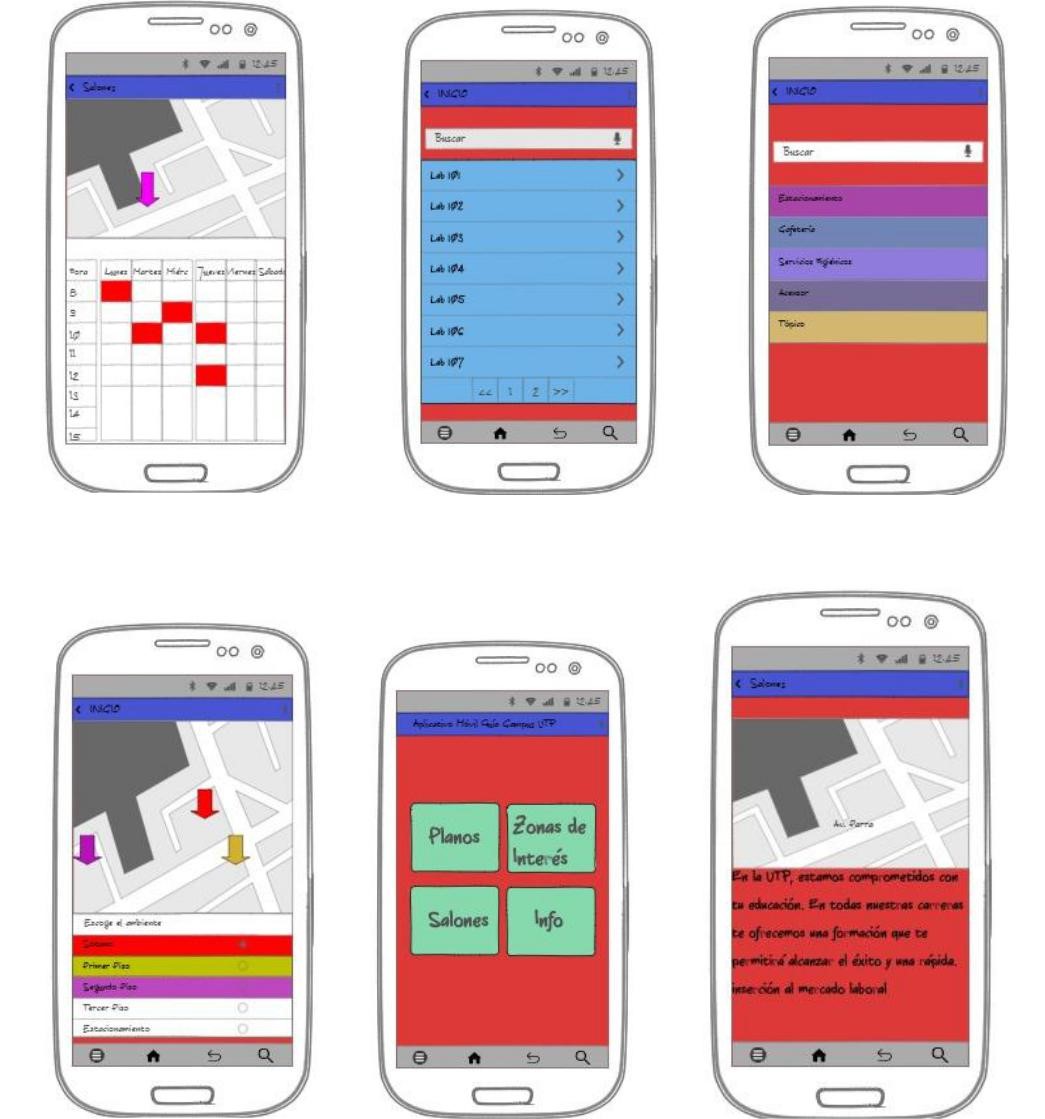 12:45
Salones
Hora Lunes Martes Miérc Jueves Viernes Sábado
8
9
10
11
12
13
14
15
12:45
INICIO
Buscar
Lab 101
Lab 102
Lab 103
Lab 104
Lab 105
Lab 106
Lab 107
<< 1 2 >>
12:45
INICIO
Buscar
Estacionamiento
Cafetería
Servicios Higiénicos
Acensor
Tópico
12:45
INICIO
Escoge el ambiente
Sotano
Primer Piso
Segundo Piso
Tercer Piso
Estacionamiento
12:45
Aplicativo Móvil Guía Campus UTP
Planos
Zonas de
Interés
Salones
Info
12:45
Salones
Av. Parra
En la UTP, estamos comprometidos con
tu educación. En todas nuestras carreras
te ofrecemos una formación que te
permitirá alcanzar el éxito y una rápida.
inserción al mercado laboral